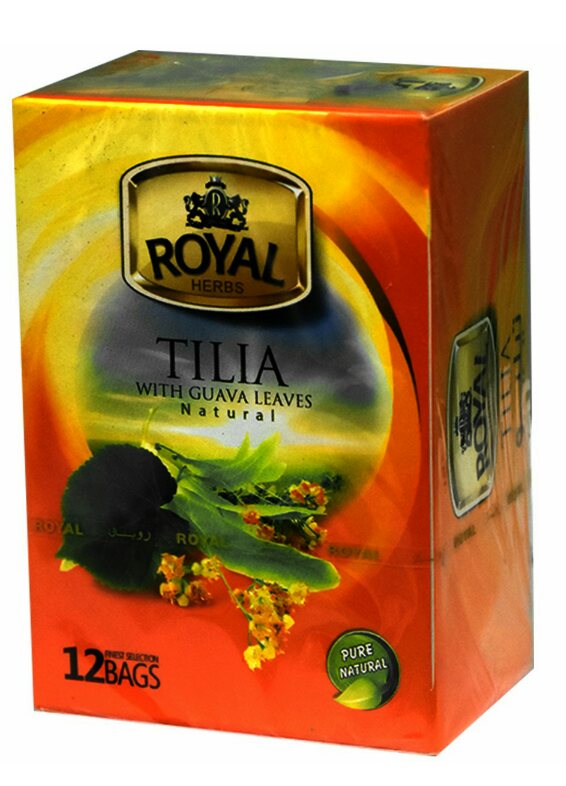 R
ROYAL
HERBS
TILIA
WITH GUAVA LEAVES
Natural
ROYAL رويال ROYAL ROYAL
12 FINEST SELECTION
BAGS
PURE
NATURAL
ROYAL
TILIA
ROYAL